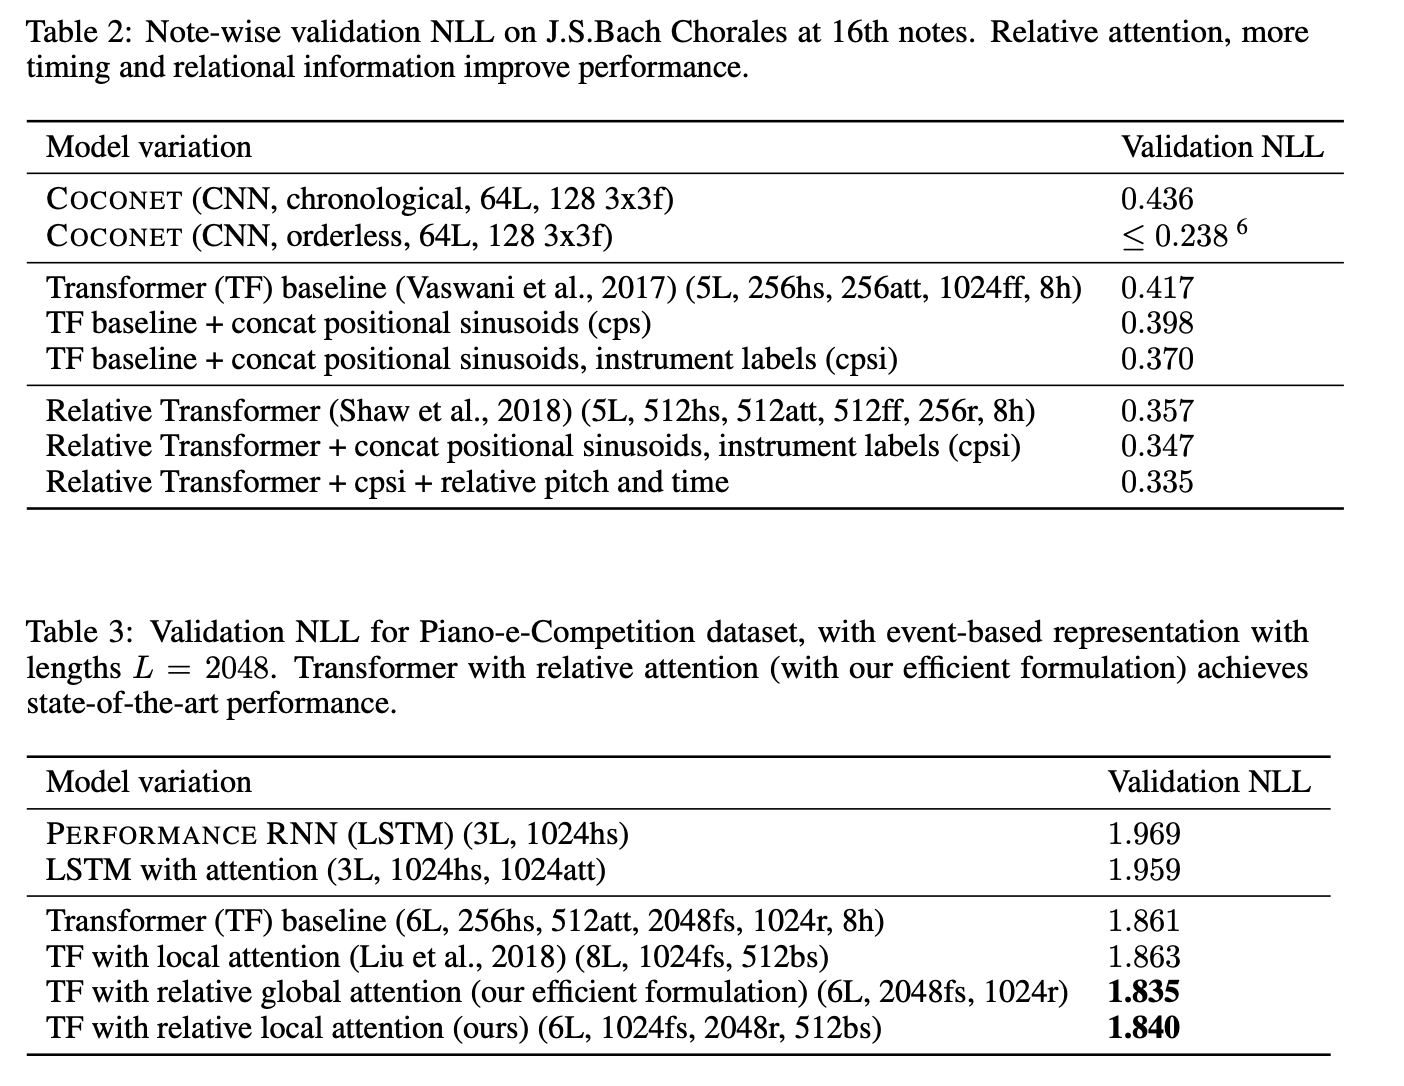 Table 2: Note-wise validation NLL on J.S.Bach Chorales at 16th notes. Relative attention, more
timing and relational information improve performance.
Model variation Validation NLL
COCONET (CNN, chronological, 64L, 128 3x3f) 0.436
COCONET (CNN, orderless, 64L, 128 3x3f) ≤ 0.238 6
Transformer (TF) baseline (Vaswani et al., 2017) (5L, 256hs, 256att, 1024ff, 8h) 0.417
TF baseline + concat positional sinusoids (cps) 0.398
TF baseline + concat positional sinusoids, instrument labels (cpsi) 0.370
Relative Transformer (Shaw et al., 2018) (5L, 512hs, 512att, 512ff, 256r, 8h) 0.357
Relative Transformer + concat positional sinusoids, instrument labels (cpsi) 0.347
Relative Transformer + cpsi + relative pitch and time 0.335
Table 3: Validation NLL for Piano-e-Competition dataset, with event-based representation with
lengths L = 2048. Transformer with relative attention (with our efficient formulation) achieves
state-of-the-art performance.
Model variation Validation NLL
PERFORMANCE RNN (LSTM) (3L, 1024hs) 1.969
LSTM with attention (3L, 1024hs, 1024att) 1.959
Transformer (TF) baseline (6L, 256hs, 512att, 2048fs, 1024r, 8h) 1.861
TF with local attention (Liu et al., 2018) (8L, 1024fs, 512bs) 1.863
TF with relative global attention (our efficient formulation) (6L, 2048fs, 1024r) 1.835
TF with relative local attention (ours) (6L, 1024fs, 2048r, 512bs) 1.840